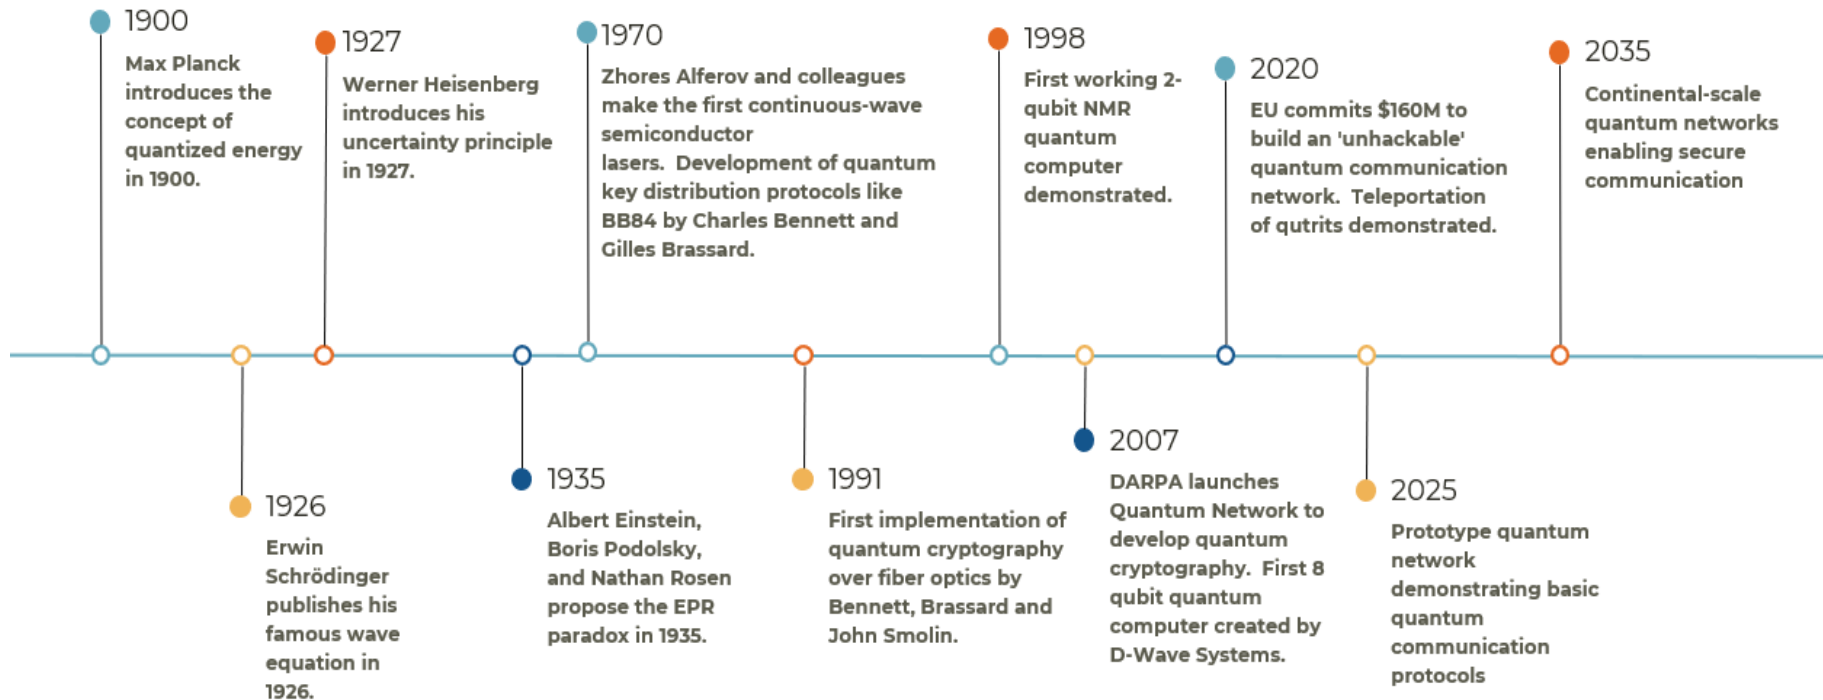 1900
Max Planck
introduces the
concept of
quantized energy
in 1900.
1927
Werner Heisenberg
introduces his
uncertainty principle
in 1927.
1970
Zhores Alferov and colleagues
make the first continuous-wave
semiconductor
lasers. Development of quantum
key distribution protocols like
BB84 by Charles Bennett and
Gilles Brassard.
1998
First working 2-
qubit NMR
quantum
computer
demonstrated.
2020
EU commits $160M to
build an 'unhackable'
quantum communication
network. Teleportation
of qutrits demonstrated.
2035
Continental-scale
quantum networks
enabling secure
communication
1926
Erwin
Schrödinger
publishes his
famous wave
equation in
1926.
1935
Albert Einstein,
Boris Podolsky,
and Nathan Rosen
propose the EPR
paradox in 1935.
1991
First implementation of
quantum cryptography
over fiber optics by
Bennett, Brassard and
John Smolin.
2007
DARPA launches
Quantum Network to
develop quantum
cryptography. First 8
qubit quantum
computer created by
D-Wave Systems.
2025
Prototype quantum
network
demonstrating basic
quantum
communication
protocols